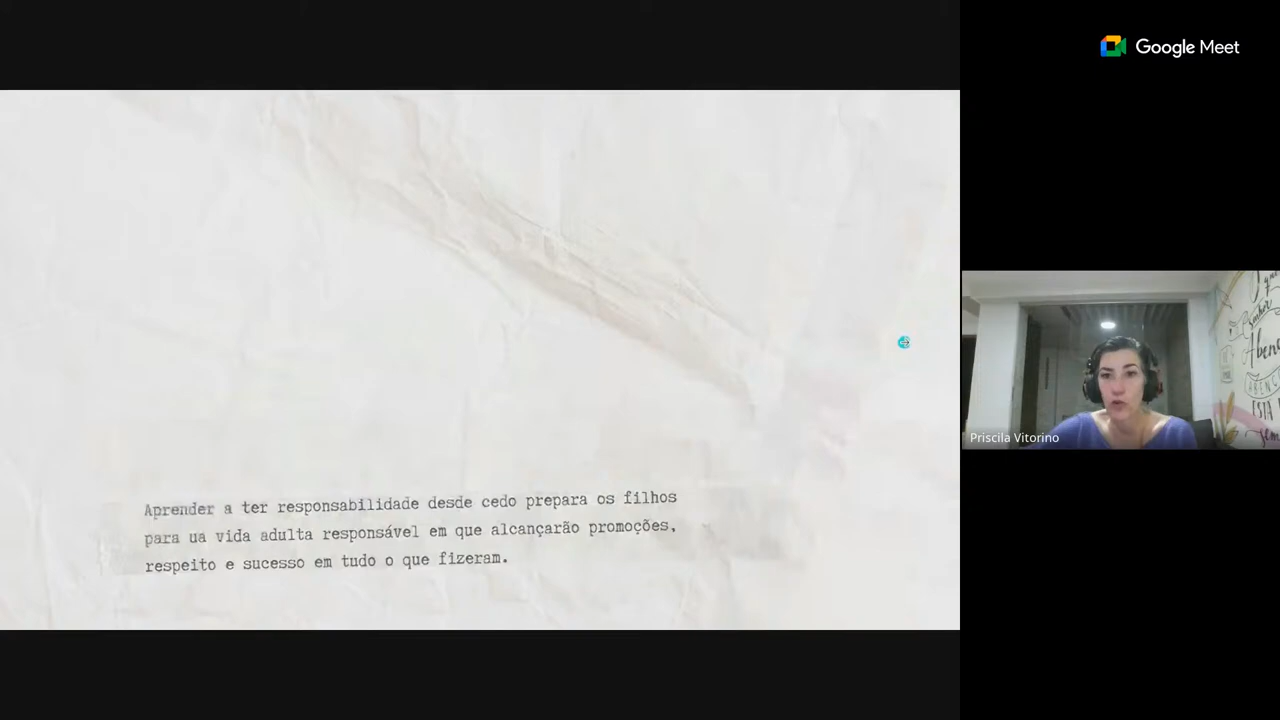 Google Meet
Aprender a ter responsabilidade desde cedo prepara os filhos
para ua vida adulta responsável em que alcançarão promoções,
respeito e sucesso em tudo o que fizeram.
Priscila Vitorino
Senhor